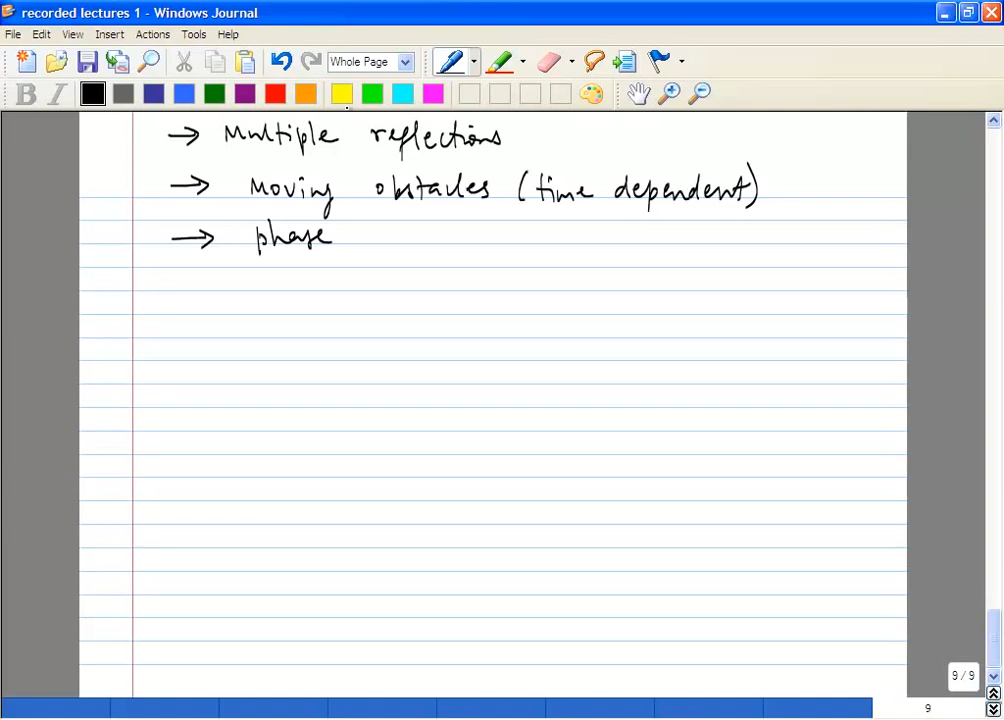 recorded lectures 1 - Windows Journal
File Edit View Insert Actions Tools Help
Whole Page
B I
→ Multiple reflections
→ Moving obstacles (time dependent)
→ phase
9 / 9
9